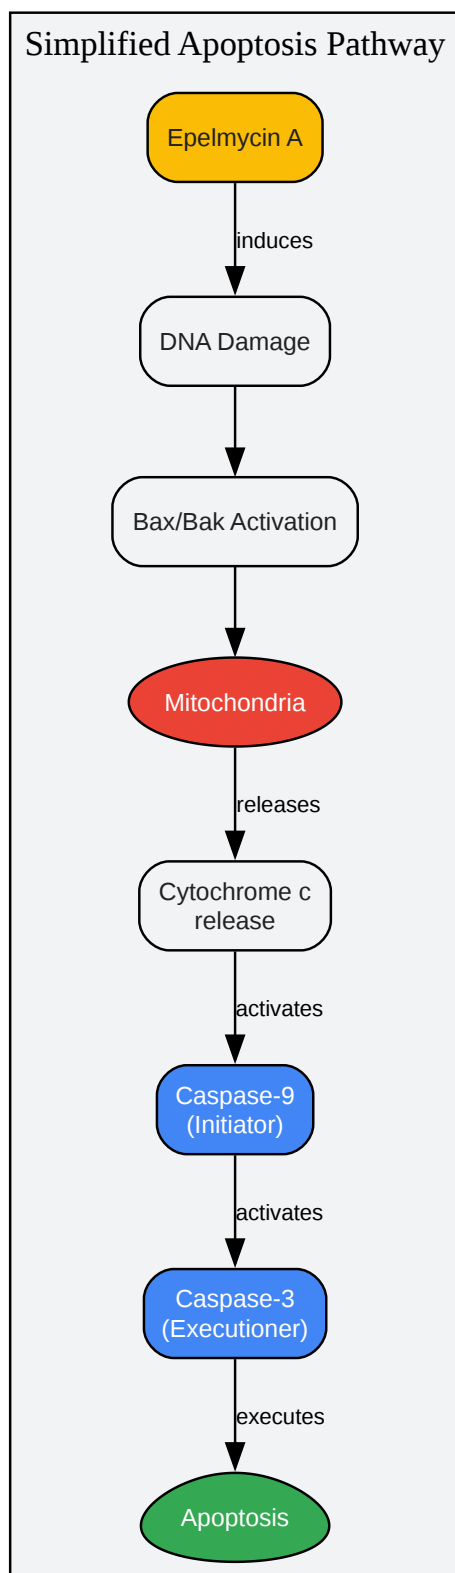 Simplified Apoptosis Pathway
Epelmycin A
induces
DNA Damage
Bax/Bak Activation
Mitochondria
releases
Cytochrome c
release
activates
Caspase-9
(Initiator)
activates
Caspase-3
(Executioner)
executes
Apoptosis